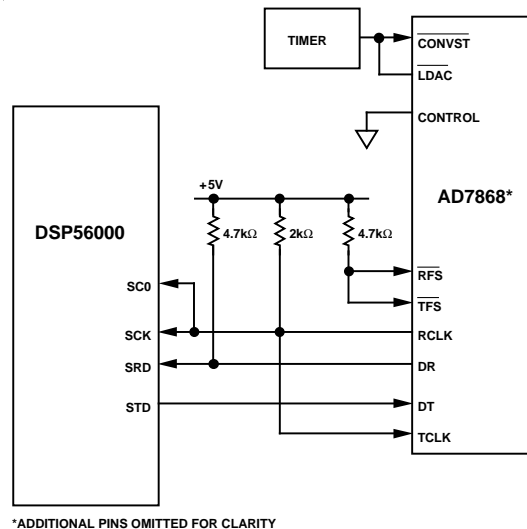 TIMER
CONVST
LDAC
CONTROL
+5V
AD7868*
DSP56000
4.7kΩ
2kΩ
4.7kΩ
RFS
SC0
TFS
SCK
RCLK
SRD
DR
STD
DT
TCLK
*ADDITIONAL PINS OMITTED FOR CLARITY